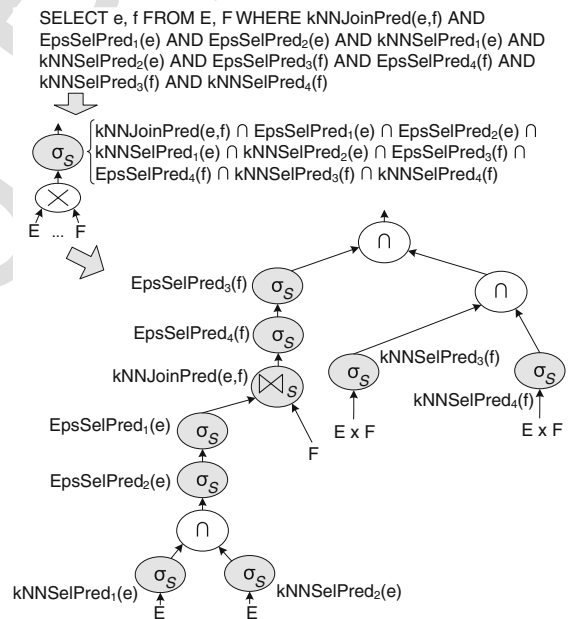 SELECT e, f FROM E, F WHERE kNNJoinPred(e,f) AND
EpsSelPred₁(e) AND EpsSelPred₂(e) AND kNNSelPred₁(e) AND
kNNSelPred₂(e) AND EpsSelPred₃(f) AND EpsSelPred₄(f) AND
kNNSelPred₃(f) AND kNNSelPred₄(f)
kNNJoinPred(e,f) ∩ EpsSelPred₁(e) ∩ EpsSelPred₂(e) ∩
σS
kNNSelPred₁(e) ∩ kNNSelPred₂(e) ∩ EpsSelPred₃(f) ∩
EpsSelPred₄(f) ∩ kNNSelPred₃(f) ∩ kNNSelPred₄(f)
×
E ... F
∩
EpsSelPred₃(f) σS
∩
EpsSelPred₄(f) σS
kNNSelPred₃(f)
kNNJoinPred(e,f) ⋈S
σS
σS
kNNSelPred₄(f)
EpsSelPred₁(e) σS
E x F
E x F
F
EpsSelPred₂(e) σS
∩
σS
σS
kNNSelPred₁(e)
kNNSelPred₂(e)
E
E